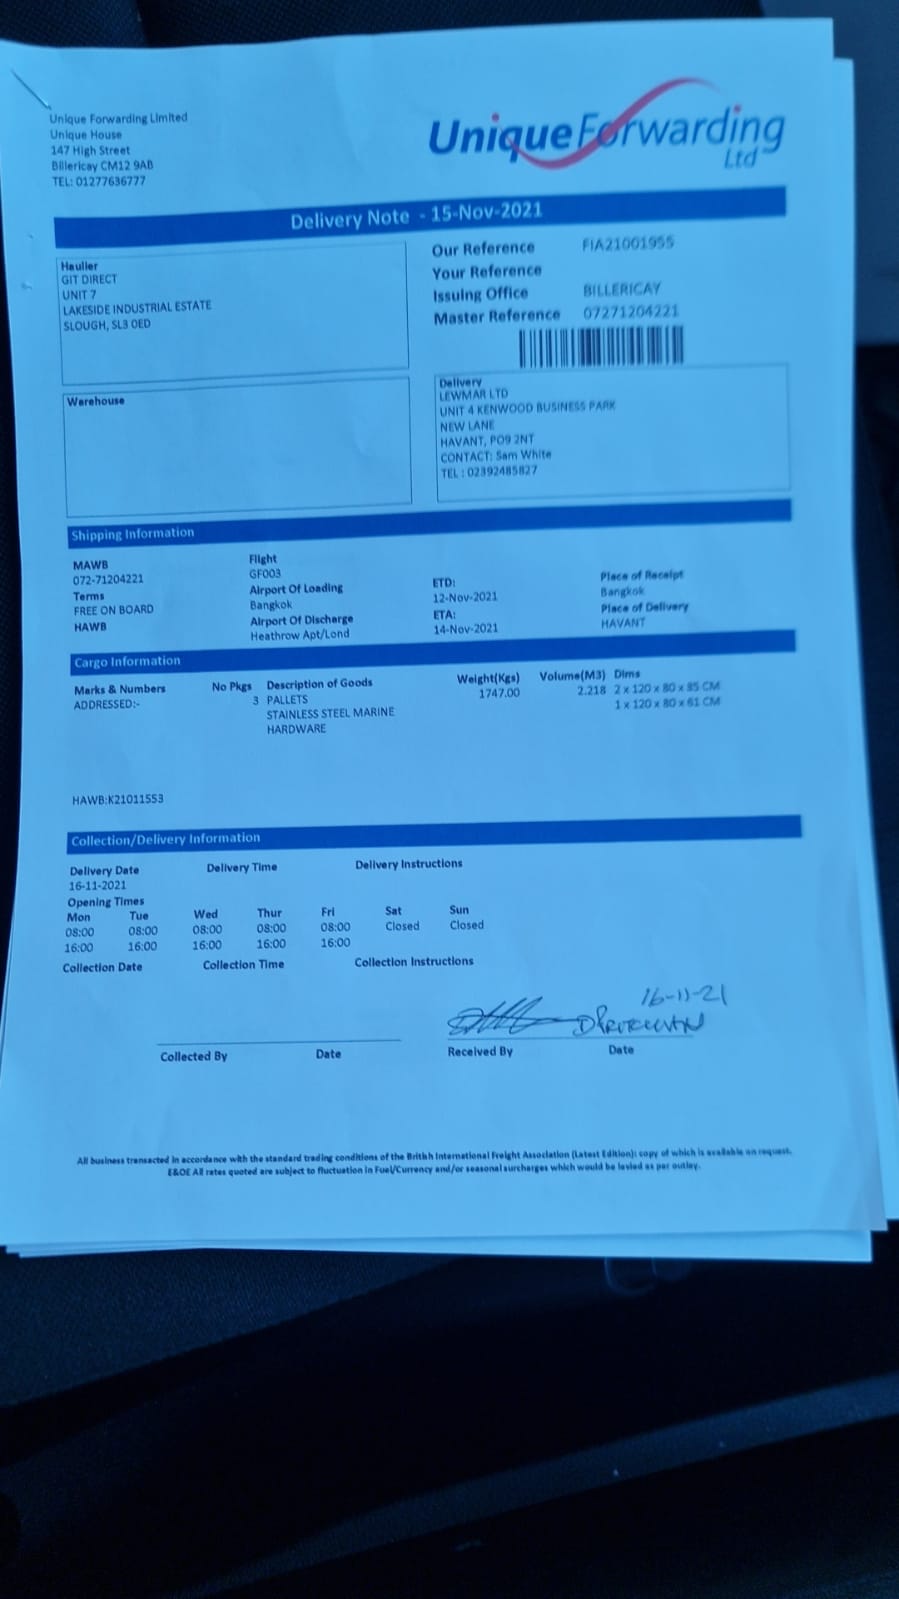 Unique Forwarding Limited
Unique House
147 High Street
Billericay CM12 9AB
TEL: 01277636777
UniqueForwarding
Ltd
Delivery Note - 15-Nov-2021
Haulier
GIT DIRECT
UNIT 7
LAKESIDE INDUSTRIAL ESTATE
SLOUGH, SL3 0ED
Our Reference FIA21001955
Your Reference
Issuing Office BILLERICAY
Master Reference 07271204221
Warehouse
Delivery
LEWMAR LTD
UNIT 4 KENWOOD BUSINESS PARK
NEW LANE
HAVANT, PO9 2NT
CONTACT: Sam White
TEL : 02392485827
Shipping Information
MAWB
072-71204221
Terms
FREE ON BOARD
HAWB
Flight
GF003
Airport Of Loading
Bangkok
Airport Of Discharge
Heathrow Apt/Lond
ETD:
12-Nov-2021
ETA:
14-Nov-2021
Place of Receipt
Bangkok
Place of Delivery
HAVANT
Cargo Information
Marks & Numbers No Pkgs Description of Goods Weight(Kgs) Volume(M3) Dims
ADDRESSED:- 3 PALLETS 1747.00 2.218 2 x 120 x 80 x 85 CM
STAINLESS STEEL MARINE 1 x 120 x 80 x 61 CM
HARDWARE
HAWB:K21011553
Collection/Delivery Information
Delivery Date Delivery Time Delivery Instructions
16-11-2021
Opening Times
Mon Tue Wed Thur Fri Sat Sun
08:00 08:00 08:00 08:00 08:00 Closed Closed
16:00 16:00 16:00 16:00 16:00
Collection Date Collection Time Collection Instructions
16-11-21
Collected By Date Received By Date
All business transacted in accordance with the standard trading conditions of the British International Freight Association (Latest Edition): copy of which is available on request.
E&OE All rates quoted are subject to fluctuation in Fuel/Currency and/or seasonal surcharges which would be levied as per outlay.